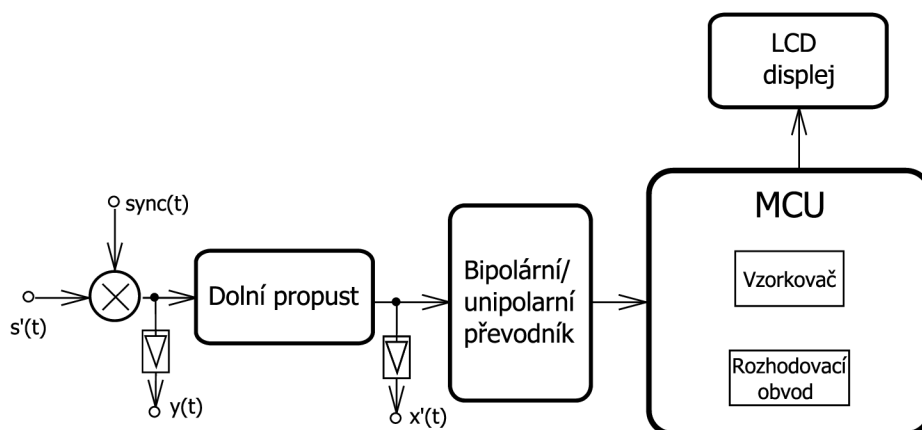 LCD
displej
MCU
sync(t)
Vzorkovač
Bipolární/
unipolarní
převodník
Dolní propust
s'(t)
Rozhodovací
obvod
y(t)
x'(t)